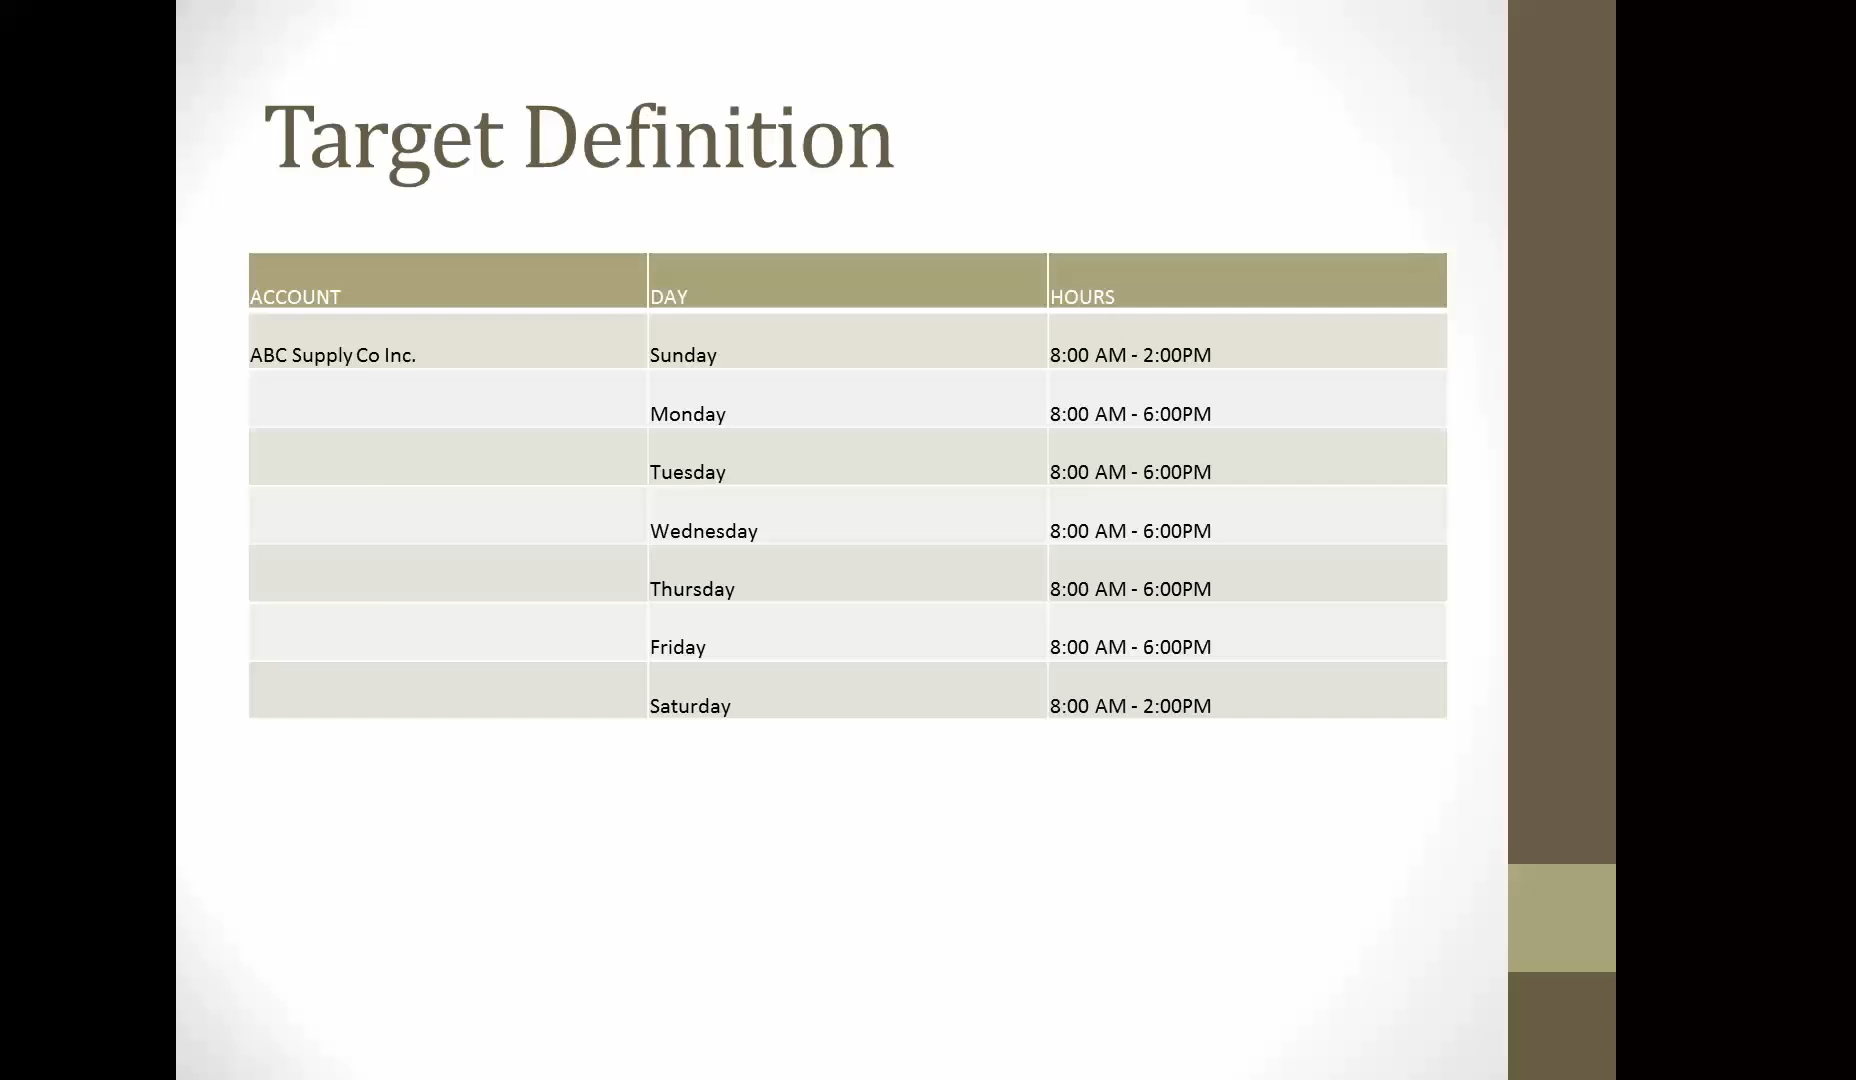 Target Definition
ACCOUNT DAY HOURS
ABC Supply Co Inc. Sunday 8:00 AM - 2:00PM
Monday 8:00 AM - 6:00PM
Tuesday 8:00 AM - 6:00PM
Wednesday 8:00 AM - 6:00PM
Thursday 8:00 AM - 6:00PM
Friday 8:00 AM - 6:00PM
Saturday 8:00 AM - 2:00PM